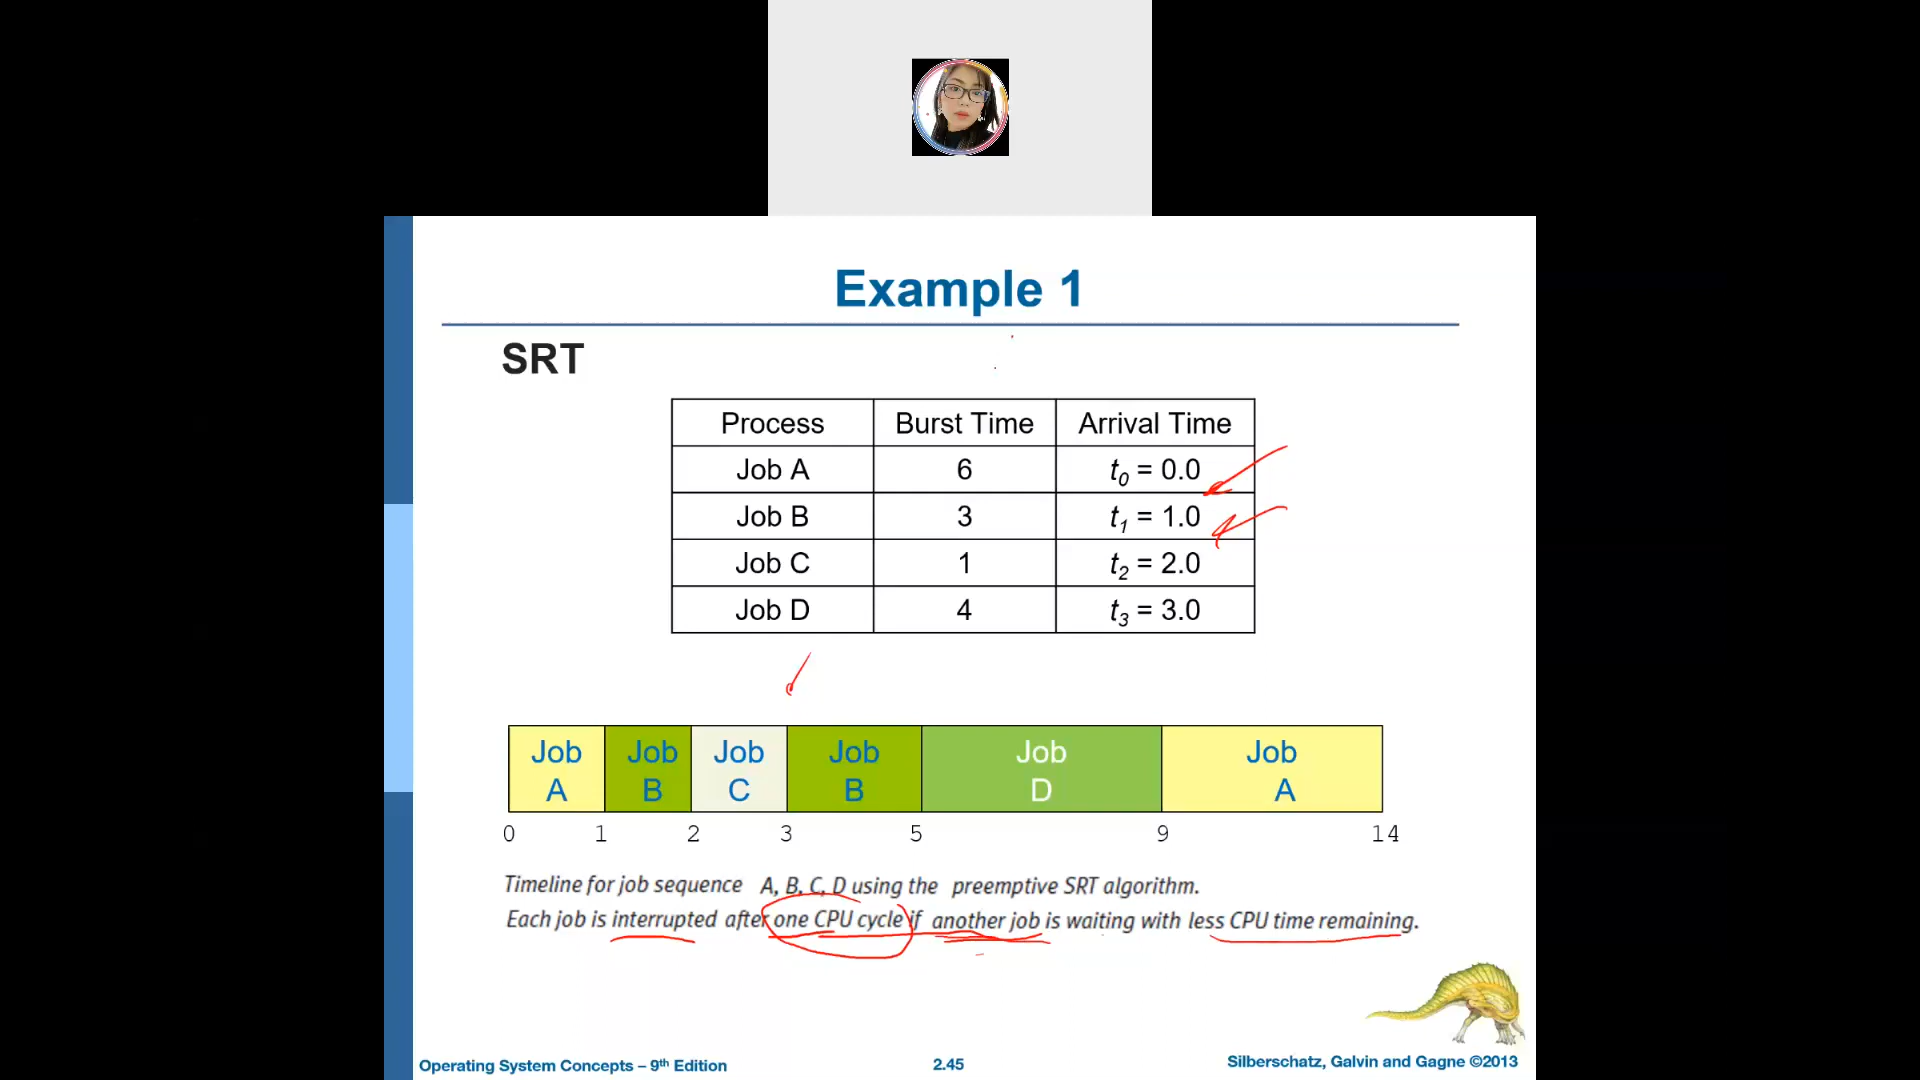 Example 1
SRT
Process Burst Time Arrival Time
Job A 6 t0 = 0.0
Job B 3 t1 = 1.0
Job C 1 t2 = 2.0
Job D 4 t3 = 3.0
Job A Job B Job C Job B Job D Job A
0 1 2 3 5 9 14
Timeline for job sequence A, B, C, D using the preemptive SRT algorithm.
Each job is interrupted after one CPU cycle if another job is waiting with less CPU time remaining.
Operating System Concepts – 9th Edition 2.45 Silberschatz, Galvin and Gagne ©2013